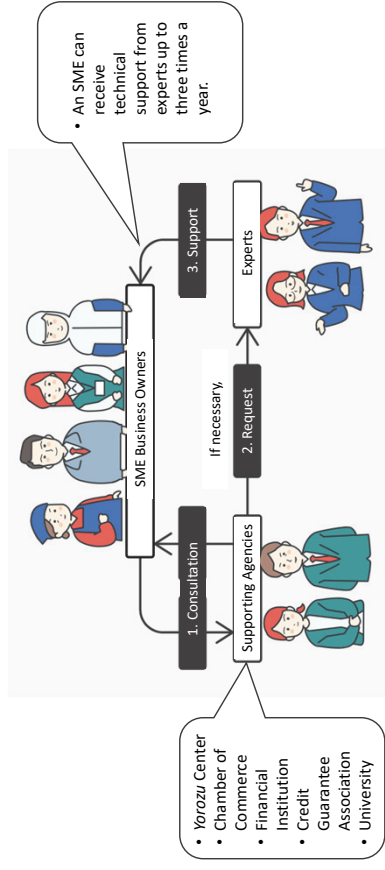 • An SME can
receive
technical
support from
experts up to
three times a
year.
SME Business Owners
1. Consultation
3. Support
If necessary,
2. Request
Supporting Agencies
Experts
• Yorozu Center
• Chamber of
Commerce
• Financial
Institution
• Credit
Guarantee
Association
• University